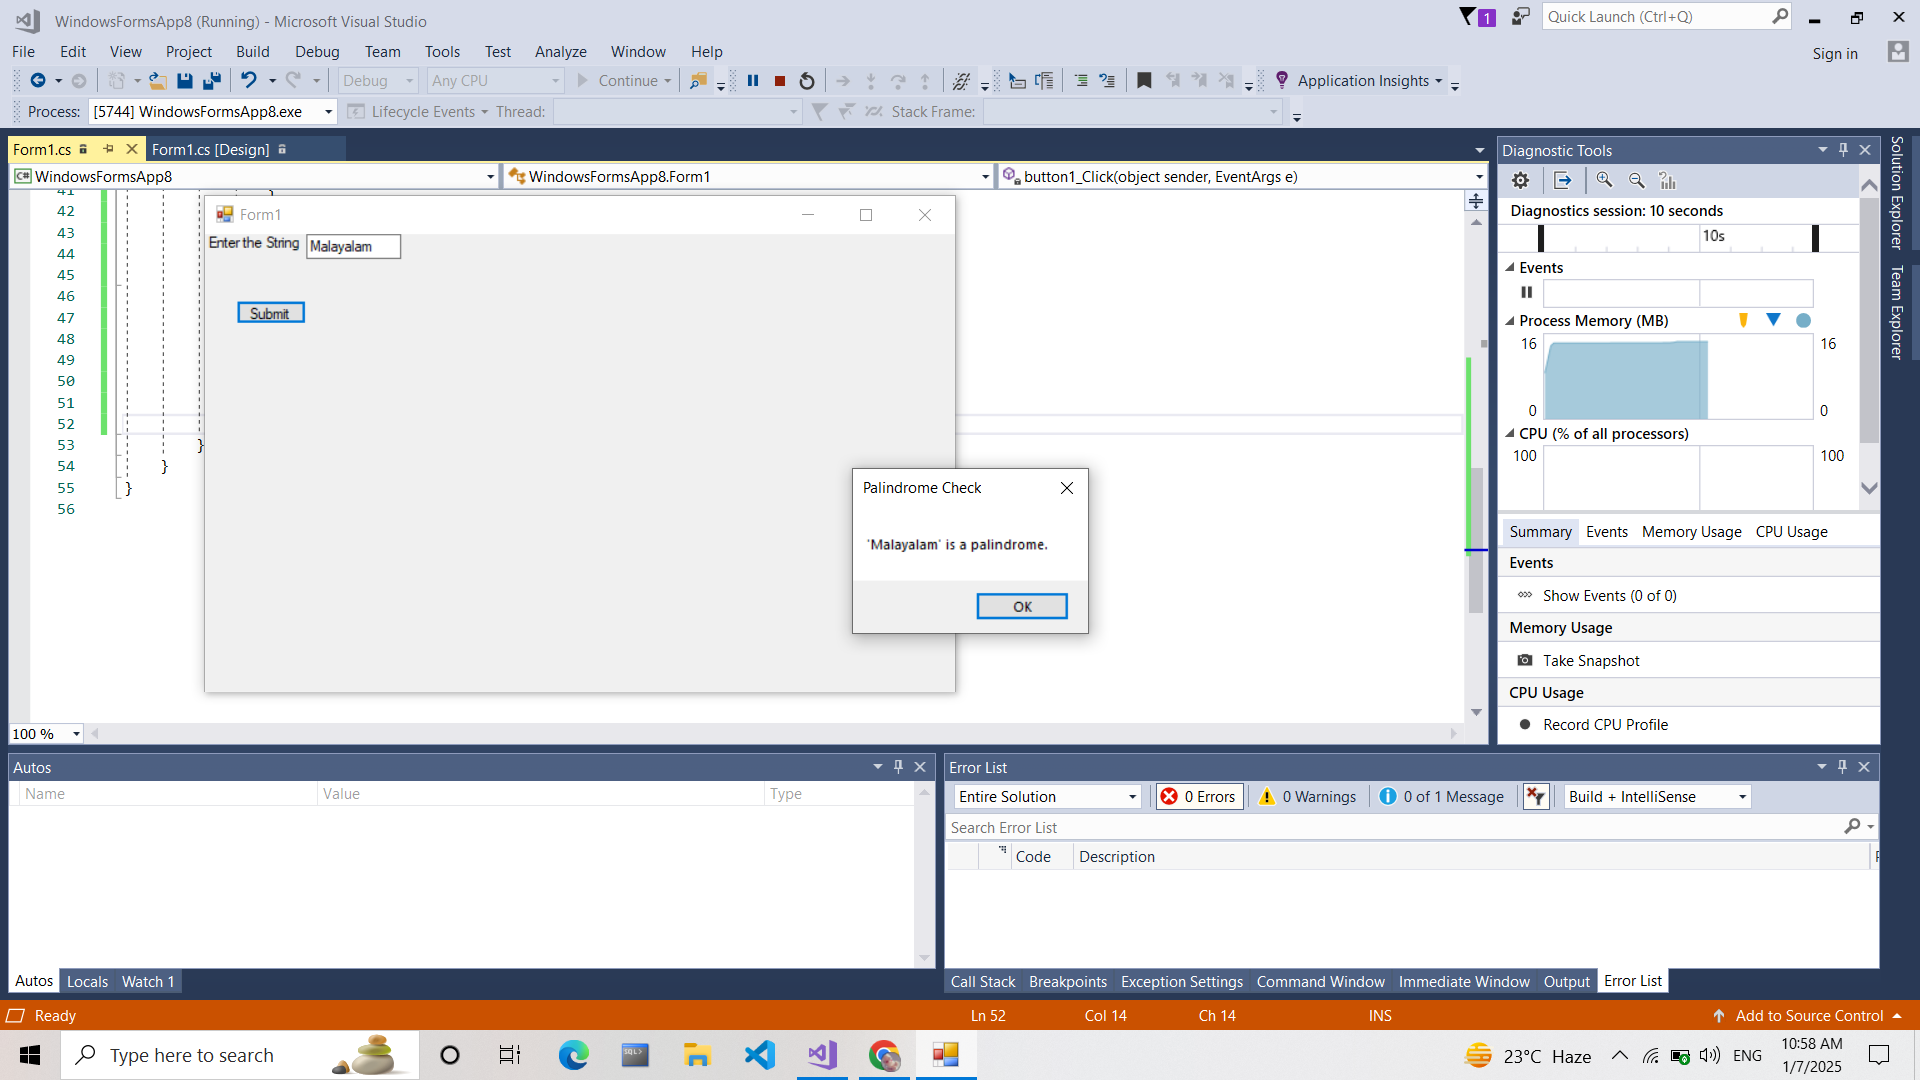 WindowsFormsApp8 (Running) - Microsoft Visual Studio
1
Quick Launch (Ctrl+Q)
File Edit View Project Build Debug Team Tools Test Analyze Window Help
Sign in
Debug Any CPU Continue Application Insights
Process: [5744] WindowsFormsApp8.exe Lifecycle Events Thread: Stack Frame:
Form1.cs Form1.cs [Design]
C# WindowsFormsApp8 WindowsFormsApp8.Form1 button1_Click(object sender, EventArgs e)
41
42
43
44
45
46
47
48
49
50
51
52
53 }
54 }
55 }
56
100 %
Form1
Enter the String Malayalam
Submit
Palindrome Check
'Malayalam' is a palindrome.
OK
Diagnostic Tools
Diagnostics session: 10 seconds
10s
Events
Process Memory (MB)
16 16
0 0
CPU (% of all processors)
100 100
Summary Events Memory Usage CPU Usage
Events
Show Events (0 of 0)
Memory Usage
Take Snapshot
CPU Usage
Record CPU Profile
Solution Explorer
Team Explorer
Autos
Name Value Type
Autos Locals Watch 1
Error List
Entire Solution 0 Errors 0 Warnings 0 of 1 Message Build + IntelliSense
Search Error List
Code Description
Call Stack Breakpoints Exception Settings Command Window Immediate Window Output Error List
Ready Ln 52 Col 14 Ch 14 INS Add to Source Control
Type here to search
SQL>
23°C Haze
ENG
10:58 AM
1/7/2025